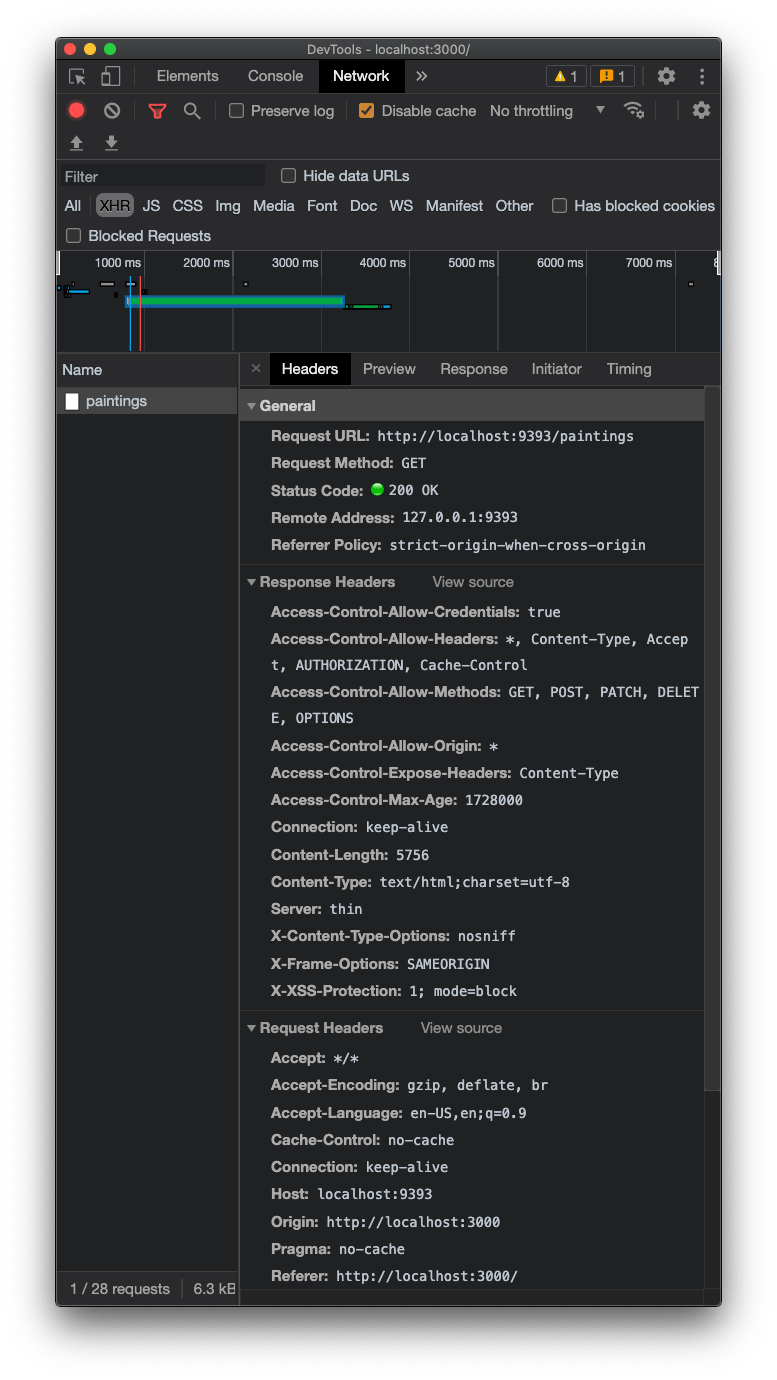 DevTools - localhost:3000/
Elements Console Network » 1 1
Preserve log Disable cache No throttling
Filter Hide data URLs
All XHR JS CSS Img Media Font Doc WS Manifest Other Has blocked cookies
Blocked Requests
1000 ms 2000 ms 3000 ms 4000 ms 5000 ms 6000 ms 7000 ms
Name × Headers Preview Response Initiator Timing
paintings
General
Request URL: http://localhost:9393/paintings
Request Method: GET
Status Code: 200 OK
Remote Address: 127.0.0.1:9393
Referrer Policy: strict-origin-when-cross-origin
Response Headers View source
Access-Control-Allow-Credentials: true
Access-Control-Allow-Headers: *, Content-Type, Accep
t, AUTHORIZATION, Cache-Control
Access-Control-Allow-Methods: GET, POST, PATCH, DELET
E, OPTIONS
Access-Control-Allow-Origin: *
Access-Control-Expose-Headers: Content-Type
Access-Control-Max-Age: 1728000
Connection: keep-alive
Content-Length: 5756
Content-Type: text/html;charset=utf-8
Server: thin
X-Content-Type-Options: nosniff
X-Frame-Options: SAMEORIGIN
X-XSS-Protection: 1; mode=block
Request Headers View source
Accept: */*
Accept-Encoding: gzip, deflate, br
Accept-Language: en-US,en;q=0.9
Cache-Control: no-cache
Connection: keep-alive
Host: localhost:9393
Origin: http://localhost:3000
Pragma: no-cache
Referer: http://localhost:3000/
1 / 28 requests 6.3 kB